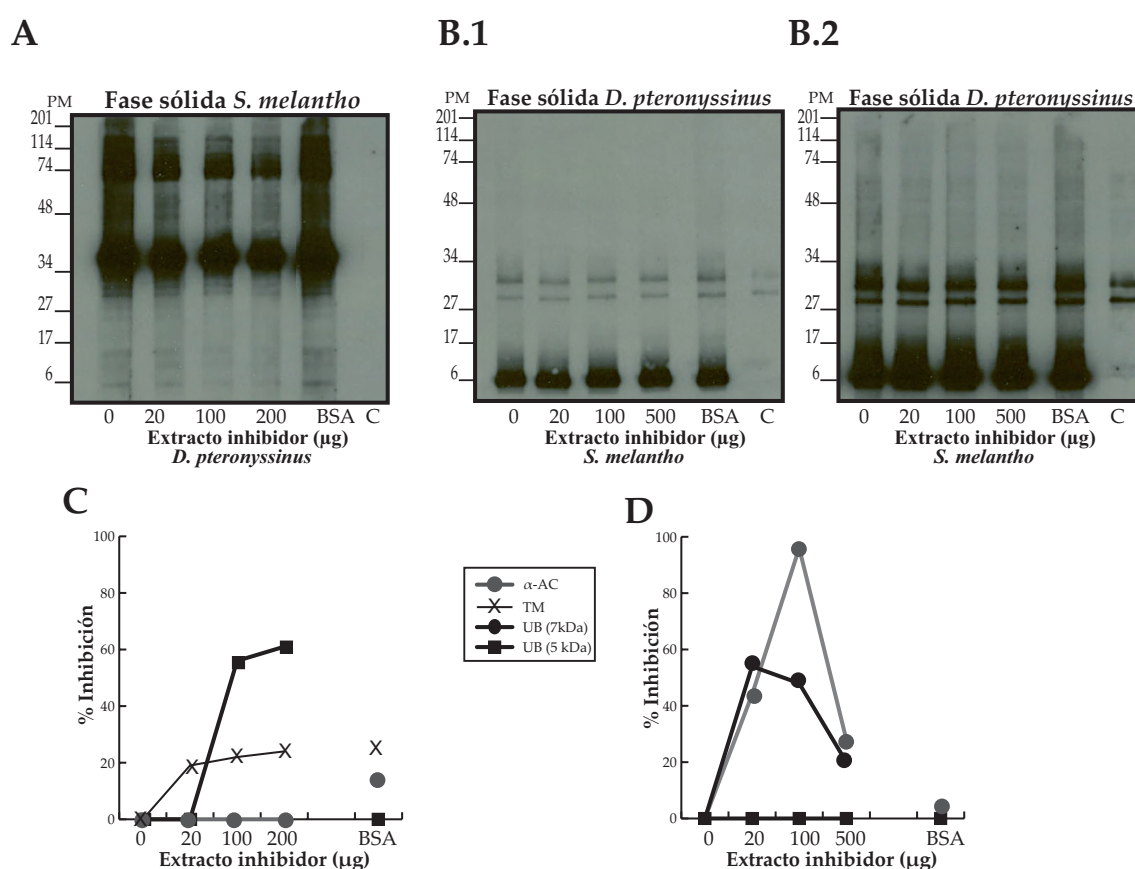 A
B.1
B.2
PM
Fase sólida S. melantho
201
114
74
48
34
27
17
6
0 20 100 200 BSA C
Extracto inhibidor (µg)
D. pteronyssinus
PM
Fase sólida D. pteronyssinus
201
114
74
48
34
27
17
6
0 20 100 500 BSA C
Extracto inhibidor (µg)
S. melantho
PM
Fase sólida D. pteronyssinus
201
114
74
48
34
27
17
6
0 20 100 500 BSA C
Extracto inhibidor (µg)
S. melantho
C
% Inhibición
100
80
60
40
20
0
0 20 100 200 BSA
Extracto inhibidor (µg)
α-AC
TM
UB (7kDa)
UB (5 kDa)
D
% Inhibición
100
80
60
40
20
0
0 20 100 500 BSA
Extracto inhibidor (µg)